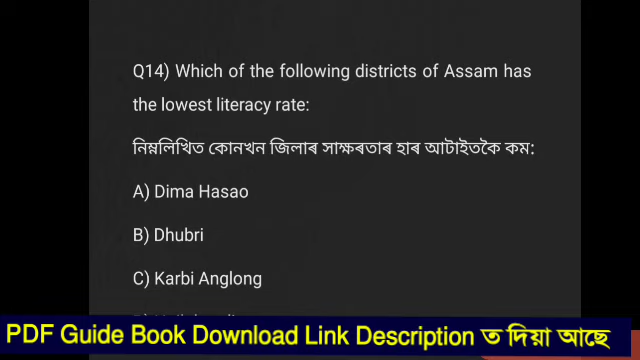 Q14) Which of the following districts of Assam has
the lowest literacy rate:
নিম্নলিখিত কোনখন জিলাৰ সাক্ষৰতাৰ হাৰ আটাইতকৈ কম:
A) Dima Hasao
B) Dhubri
C) Karbi Anglong
PDF Guide Book Download Link Description ত দিয়া আছে